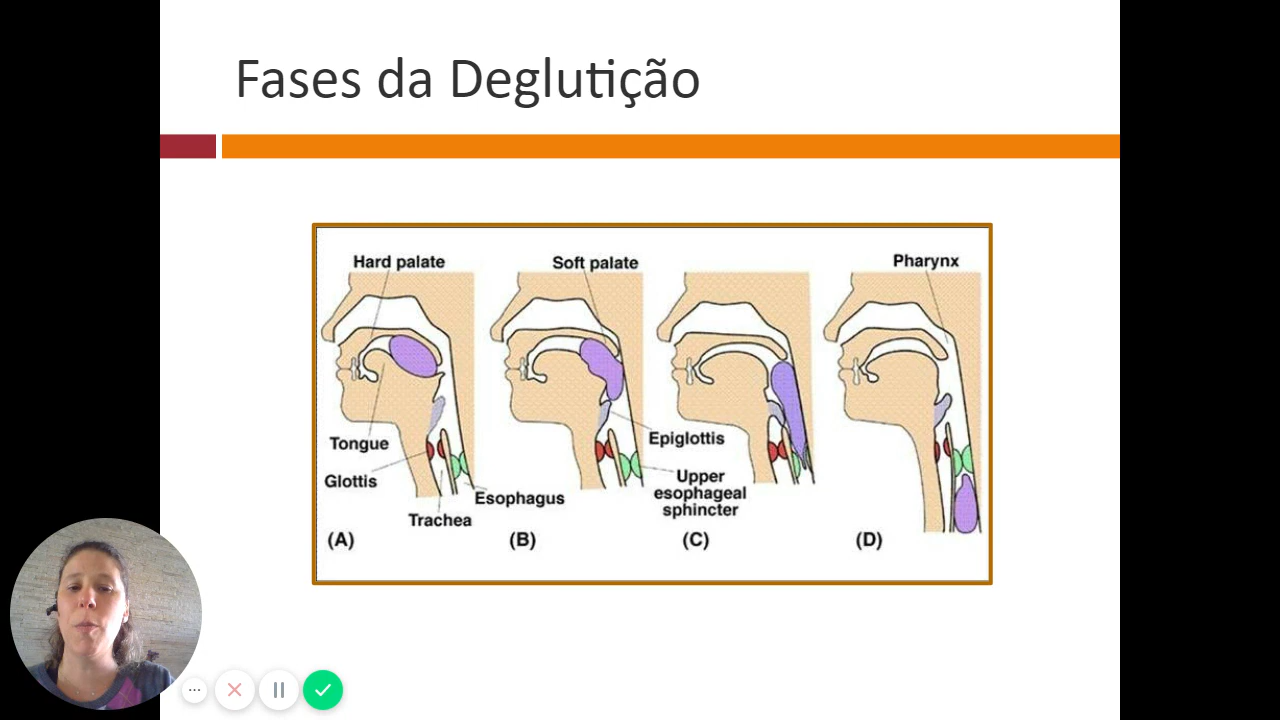 Fases da Deglutição
Hard palate
Soft palate
Pharynx
Tongue
Glottis
Trachea
Esophagus
Epiglottis
Upper
esophageal
sphincter
(A)
(B)
(C)
(D)